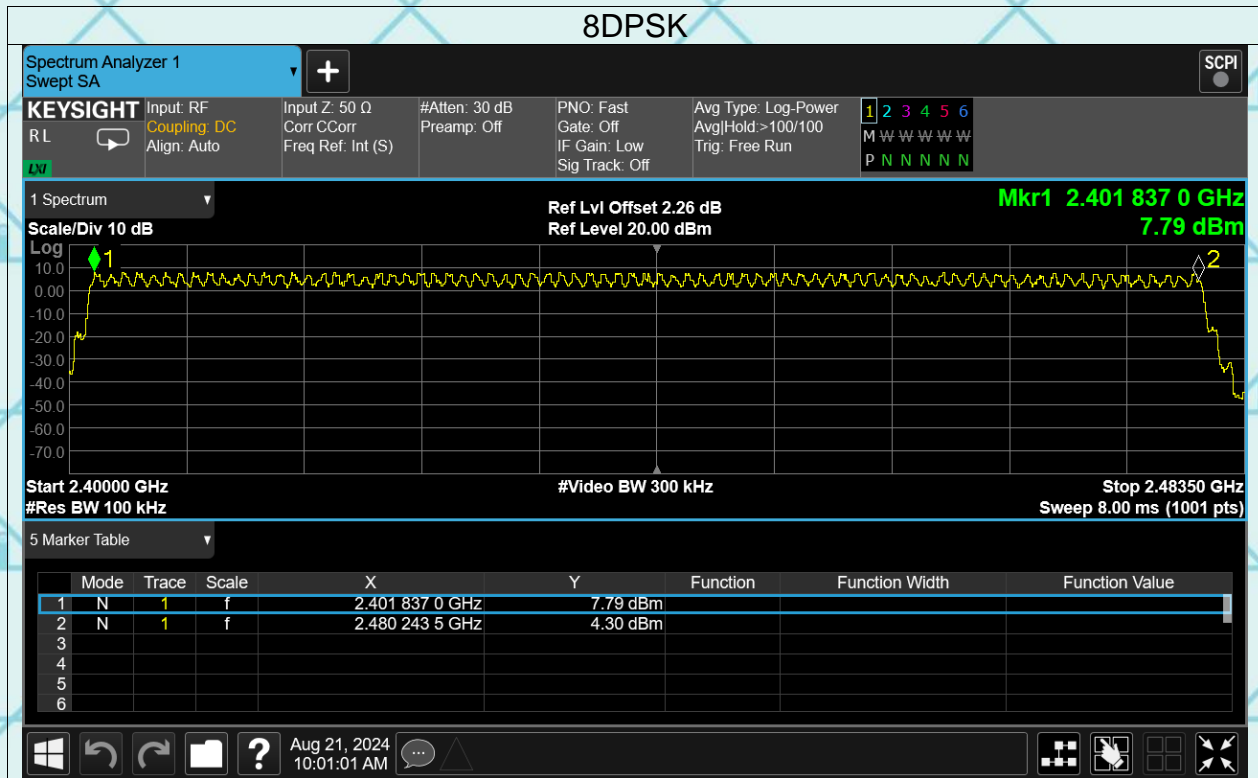 8DPSK
Spectrum Analyzer 1
Swept SA
SCPI
KEYSIGHT
RL
LXI
Input: RF
Coupling: DC
Align: Auto
Input Z: 50 Ω
Corr CCorr
Freq Ref: Int (S)
#Atten: 30 dB
Preamp: Off
PNO: Fast
Gate: Off
IF Gain: Low
Sig Track: Off
Avg Type: Log-Power
Avg|Hold:>100/100
Trig: Free Run
1 2 3 4 5 6
M W W W W W
P N N N N N
1 Spectrum
Scale/Div 10 dB
Ref Lvl Offset 2.26 dB
Ref Level 20.00 dBm
Mkr1 2.401 837 0 GHz
7.79 dBm
Log
1
2
10.0
0.00
-10.0
-20.0
-30.0
-40.0
-50.0
-60.0
-70.0
Start 2.40000 GHz
#Video BW 300 kHz
Stop 2.48350 GHz
#Res BW 100 kHz
Sweep 8.00 ms (1001 pts)
5 Marker Table
Mode Trace Scale X Y Function Function Width Function Value
1 N 1 f 2.401 837 0 GHz 7.79 dBm
2 N 1 f 2.480 243 5 GHz 4.30 dBm
3
4
5
6
?
Aug 21, 2024
10:01:01 AM